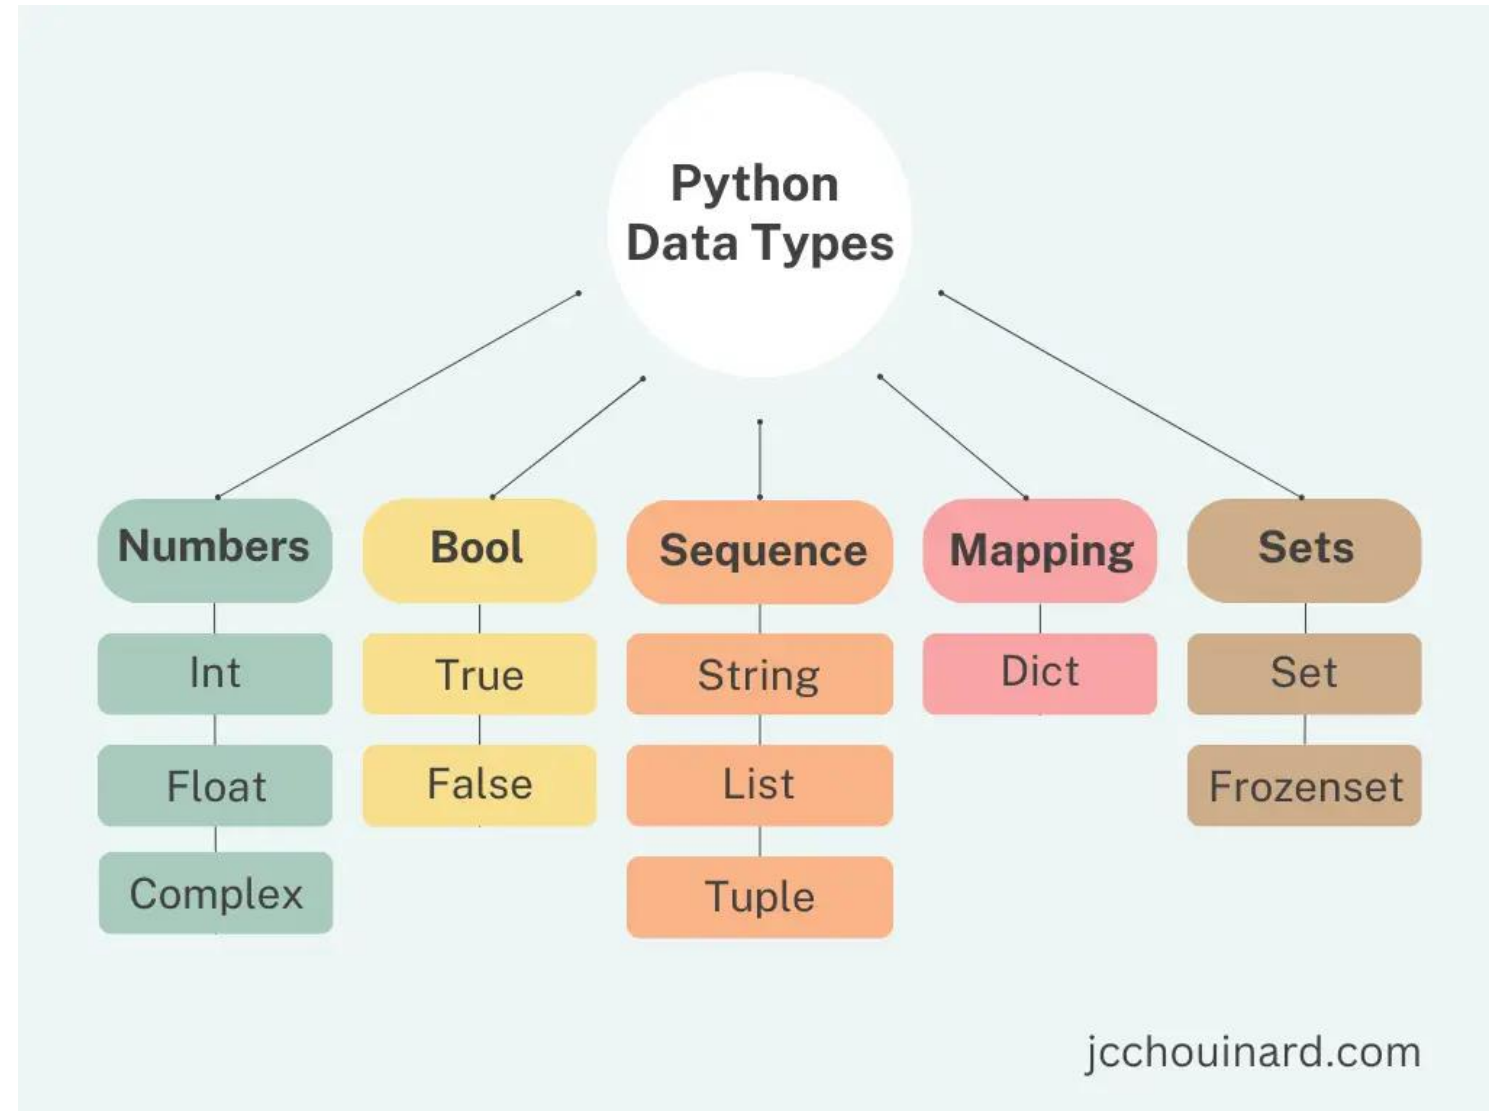 Python
Data Types
Numbers
Bool
Sequence
Mapping
Sets
Int
True
String
Dict
Set
Float
False
List
Frozenset
Complex
Tuple
jcchouinard.com